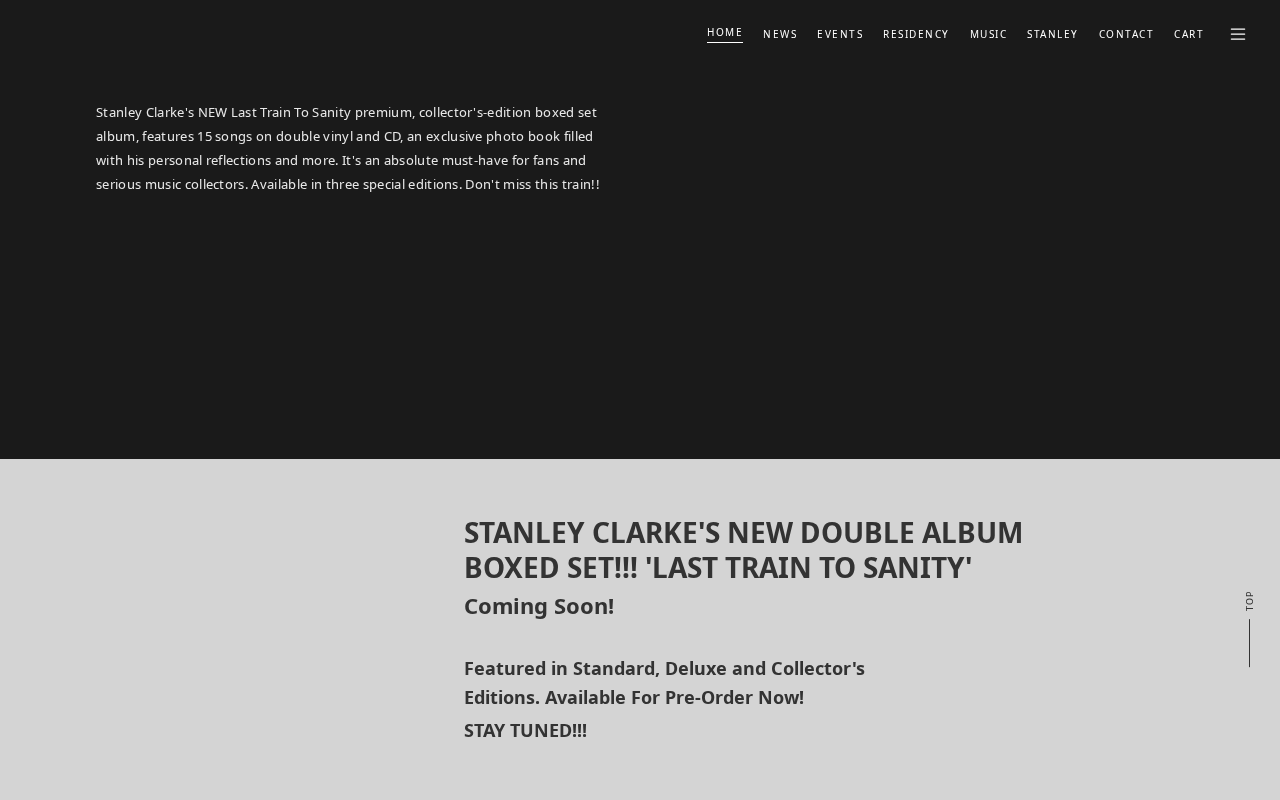 HOME NEWS EVENTS RESIDENCY MUSIC STANLEY CONTACT CART
Stanley Clarke's NEW Last Train To Sanity premium, collector's-edition boxed set
album, features 15 songs on double vinyl and CD, an exclusive photo book filled
with his personal reflections and more. It's an absolute must-have for fans and
serious music collectors. Available in three special editions. Don't miss this train!!
STANLEY CLARKE'S NEW DOUBLE ALBUM
BOXED SET!!! 'LAST TRAIN TO SANITY'
Coming Soon!
Featured in Standard, Deluxe and Collector's
Editions. Available For Pre-Order Now!
STAY TUNED!!!
TOP